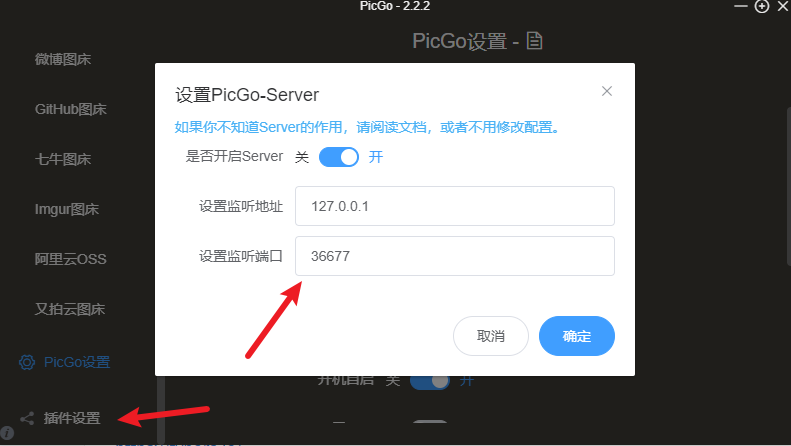 PicGo - 2.2.2
PicGo设置 -
微博图床
GitHub图床
七牛图床
Imgur图床
阿里云OSS
又拍云图床
PicGo设置
插件设置
设置PicGo-Server
如果你不知道Server的作用，请阅读文档，或者不用修改配置。
是否开启Server 关 开
设置监听地址 127.0.0.1
设置监听端口 36677
取消 确定
开机自启 关 开